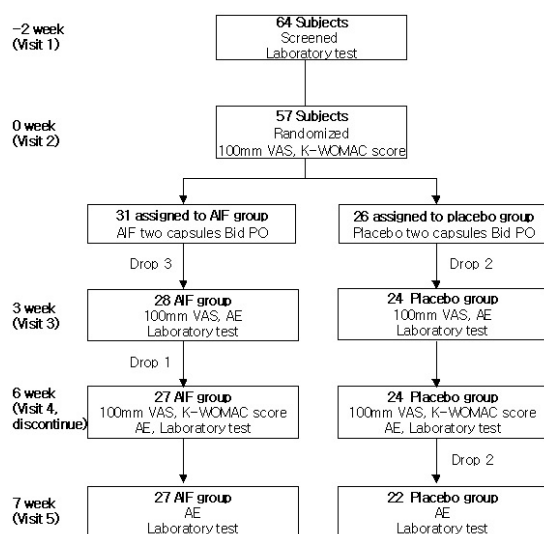 -2 week
(Visit 1)
64 Subjects
Screened
Laboratory test
0 week
(Visit 2)
57 Subjects
Randomized
100mm VAS, K-WOMAC score
31 assigned to AIF group
AIF two capsules Bid PO
26 assigned to placebo group
Placebo two capsules Bid PO
Drop 3
Drop 2
3 week
(Visit 3)
28 AIF group
100mm VAS, AE
Laboratory test
24 Placebo group
100mm VAS, AE
Laboratory test
Drop 1
6 week
(Visit 4,
discontinue)
27 AIF group
100mm VAS, K-WOMAC score
AE, Laboratory test
24 Placebo group
100mm VAS, K-WOMAC score
AE, Laboratory test
Drop 2
7 week
(Visit 5)
27 AIF group
AE
Laboratory test
22 Placebo group
AE
Laboratory test